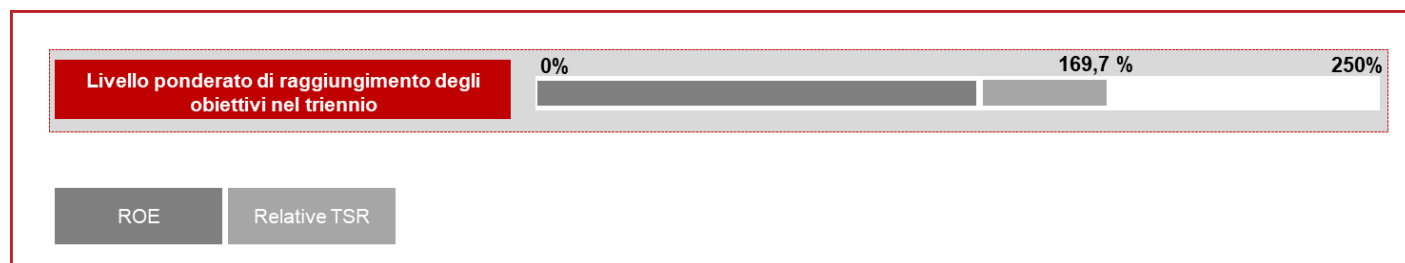 Livello ponderato di raggiungimento degli
obiettivi nel triennio
0%
169,7 %
250%
ROE
Relative TSR